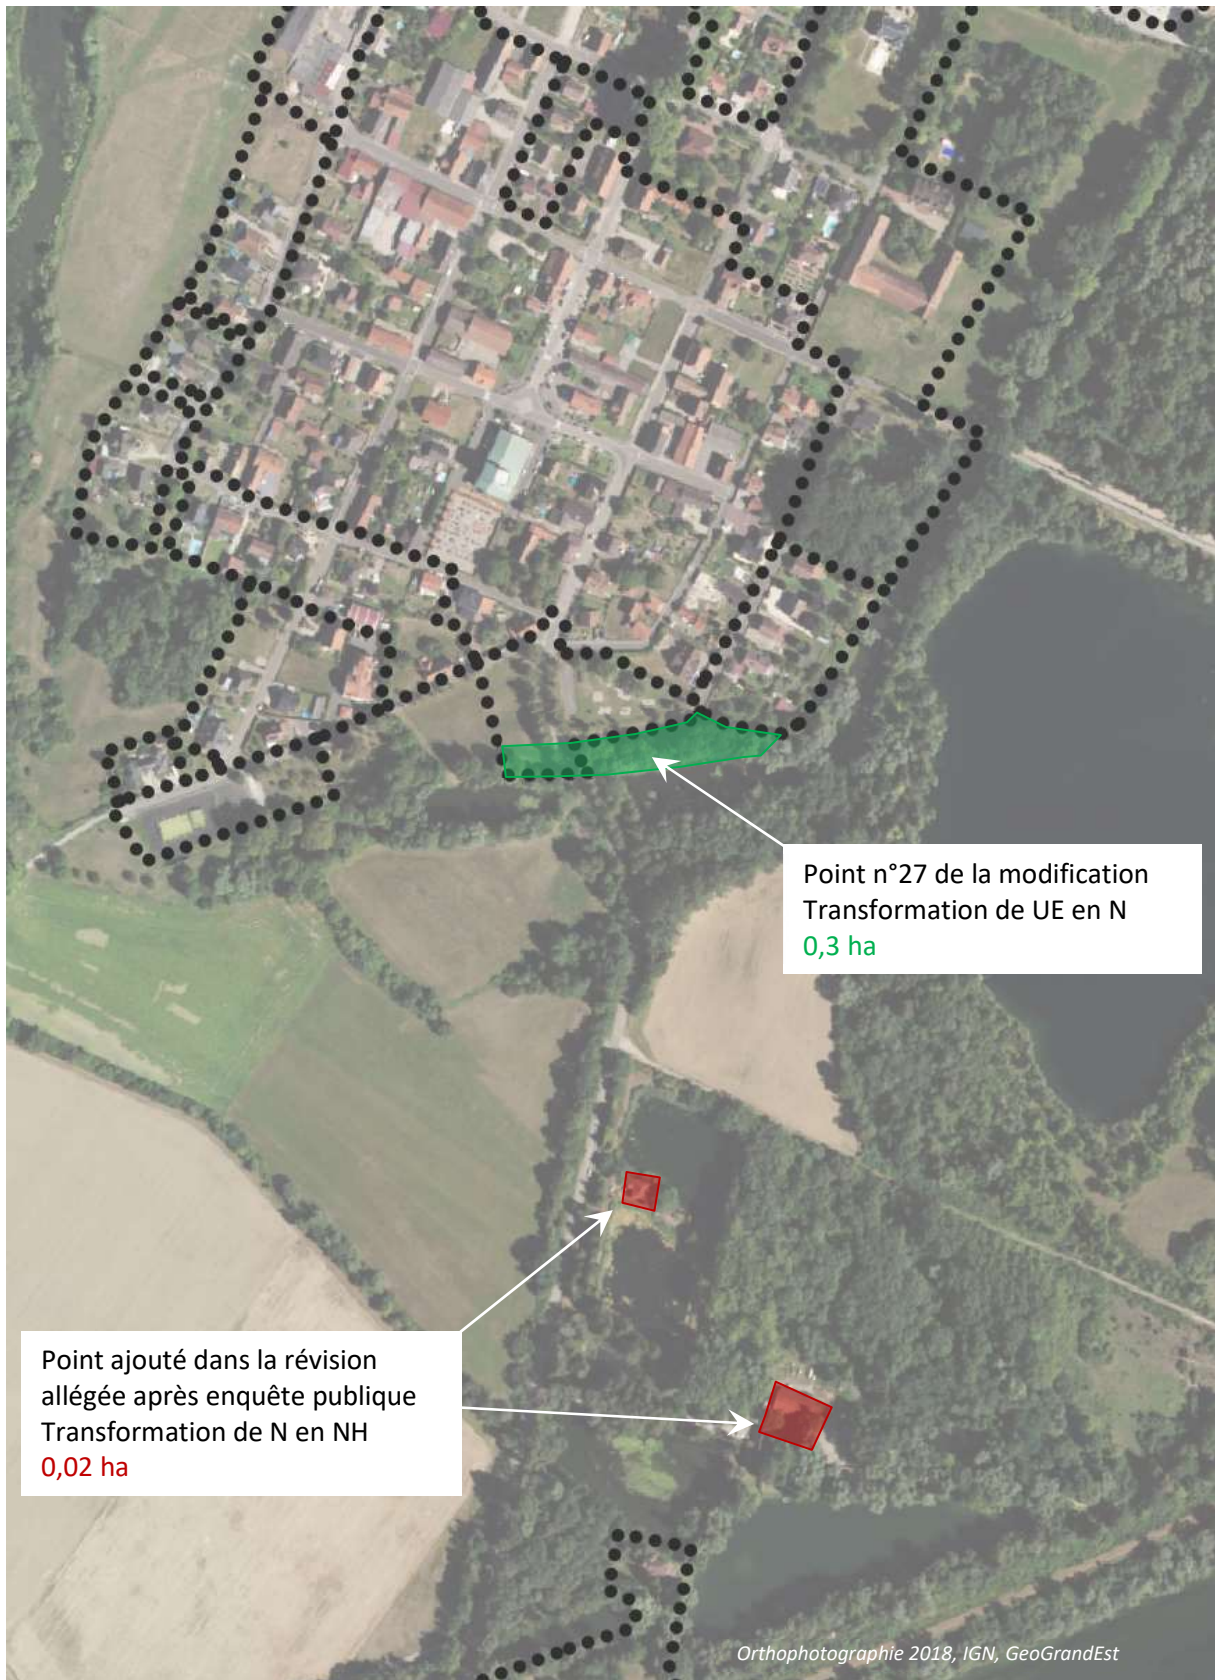 Point n°27 de la modification
Transformation de UE en N
0,3 ha
Point ajouté dans la révision
allégée après enquête publique
Transformation de N en NH
0,02 ha
Orthophotographie 2018, IGN, GeoGrandEst